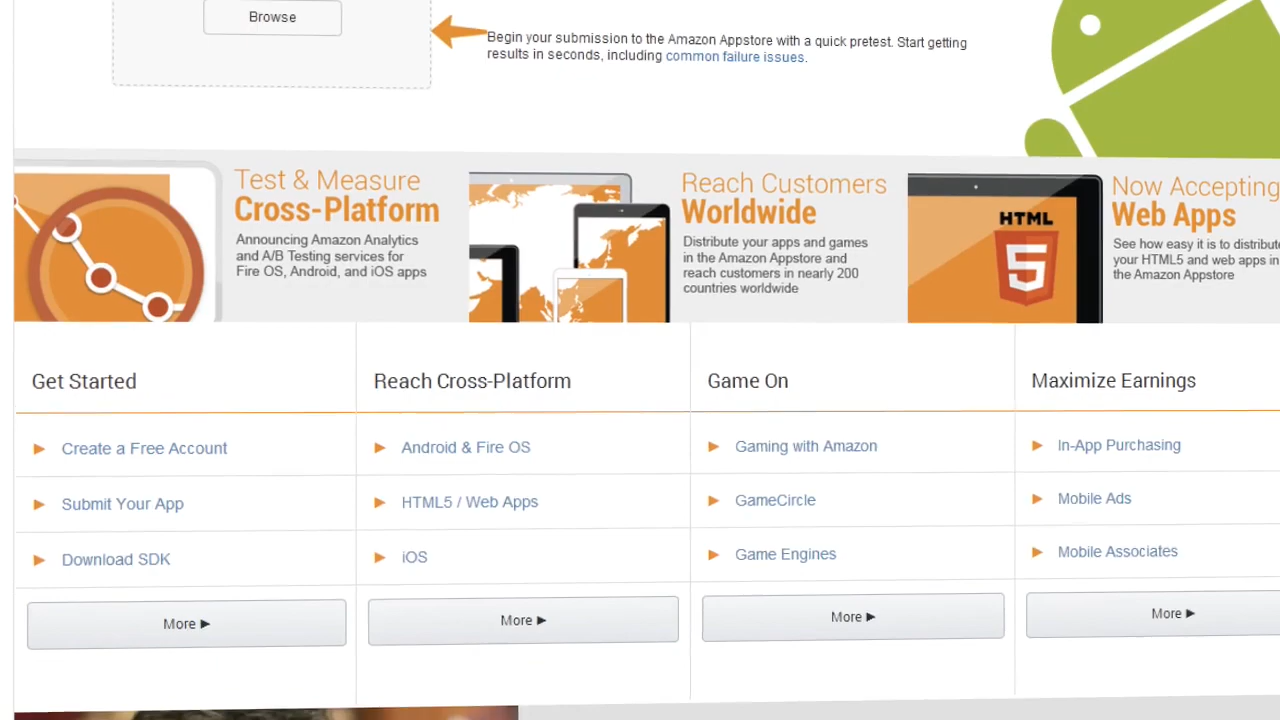 Browse
Begin your submission to the Amazon Appstore with a quick pretest. Start getting
results in seconds, including common failure issues.
Test & Measure
Cross-Platform
Announcing Amazon Analytics
and A/B Testing services for
Fire OS, Android, and iOS apps
Reach Customers
Worldwide
Distribute your apps and games
in the Amazon Appstore and
reach customers in nearly 200
countries worldwide
HTML
5
Now Accepting
Web Apps
See how easy it is to distribute
your HTML5 and web apps in
the Amazon Appstore
Get Started
Create a Free Account
Submit Your App
Download SDK
More ▶
Reach Cross-Platform
Android & Fire OS
HTML5 / Web Apps
iOS
More ▶
Game On
Gaming with Amazon
GameCircle
Game Engines
More ▶
Maximize Earnings
In-App Purchasing
Mobile Ads
Mobile Associates
More ▶